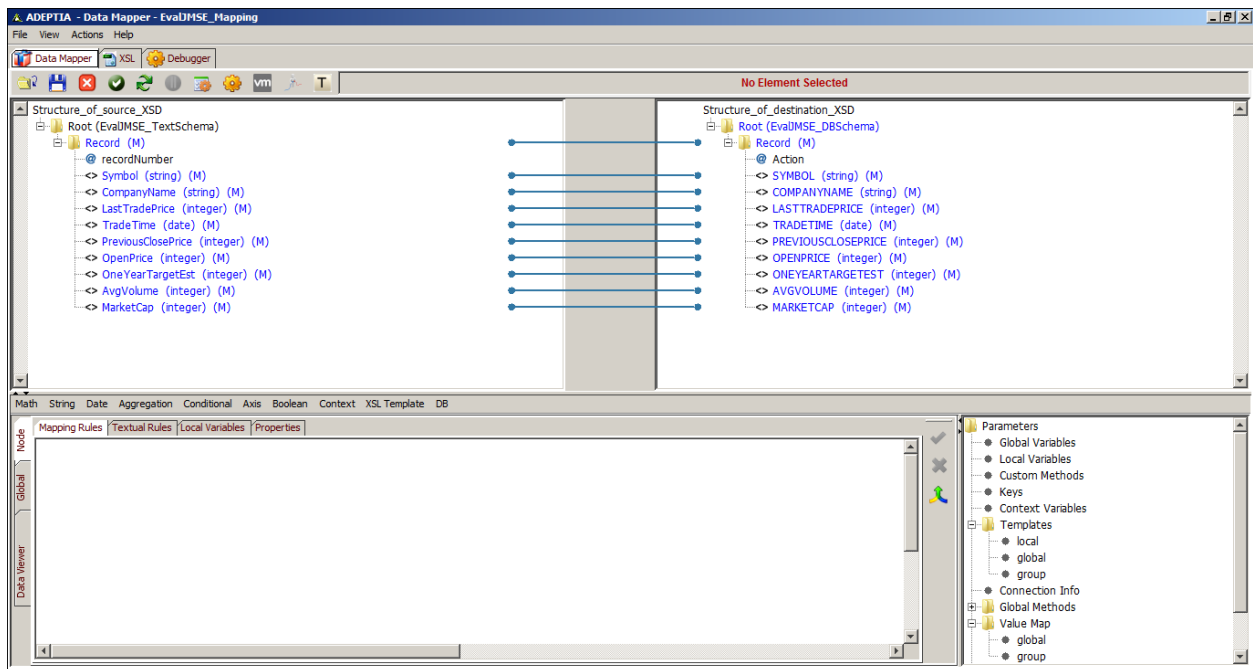 ADEPTIA - Data Mapper - EvalJMSE_Mapping
File View Actions Help
Data Mapper XSL Debugger
vm T No Element Selected
Structure_of_source_XSD
Root (EvalJMSE_TextSchema)
Record (M)
@ recordNumber
<> Symbol (string) (M)
<> CompanyName (string) (M)
<> LastTradePrice (integer) (M)
<> TradeTime (date) (M)
<> PreviousClosePrice (integer) (M)
<> OpenPrice (integer) (M)
<> OneYearTargetEst (integer) (M)
<> AvgVolume (integer) (M)
<> MarketCap (integer) (M)
Structure_of_destination_XSD
Root (EvalJMSE_DBSchema)
Record (M)
@ Action
<> SYMBOL (string) (M)
<> COMPANYNAME (string) (M)
<> LASTTRADEPRICE (integer) (M)
<> TRADETIME (date) (M)
<> PREVIOUSCLOSEPRICE (integer) (M)
<> OPENPRICE (integer) (M)
<> ONEYEARTARGETEST (integer) (M)
<> AVGVOLUME (integer) (M)
<> MARKETCAP (integer) (M)
Math String Date Aggregation Conditional Axis Boolean Context XSL Template DB
Node
Global
Data Viewer
Mapping Rules Textual Rules Local Variables Properties
Parameters
Global Variables
Local Variables
Custom Methods
Keys
Context Variables
Templates
local
global
group
Connection Info
Global Methods
Value Map
global
group